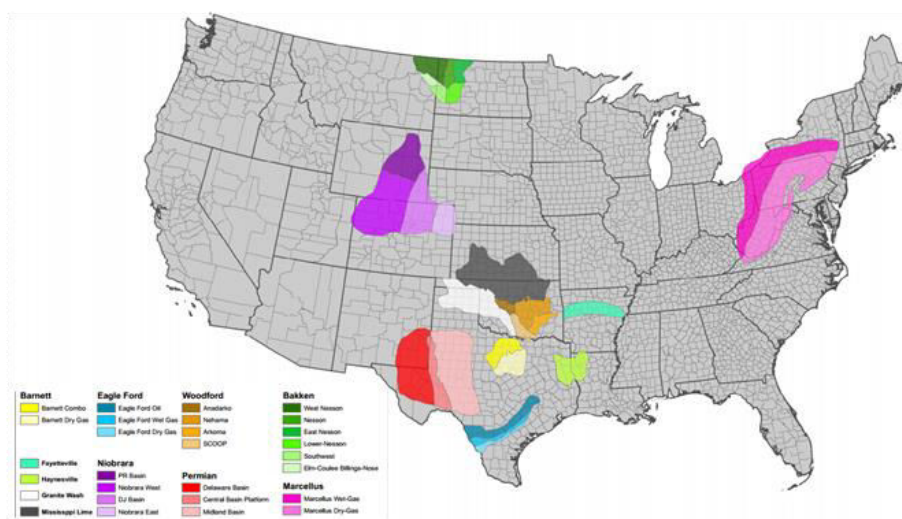 Barnett
Barnett Combo
Barnett Dry Gas
Eagle Ford
Eagle Ford Oil
Eagle Ford Wet Gas
Eagle Ford Dry Gas
Woodford
Anadarko
Nehama
Arkoma
SCOOP
Bakken
West Nesson
Nesson
East Nesson
Lower-Nesson
Southwest
Elm-Coulee Billings-Nose
Fayetteville
Haynesville
Granite Wash
Mississppi Lime
Niobrara
PR Basin
Niobrara West
DJ Basin
Niobrara East
Permian
Delaware Basin
Central Basin Platform
Midland Basin
Marcellus
Marcellus Wet-Gas
Marcellus Dry-Gas